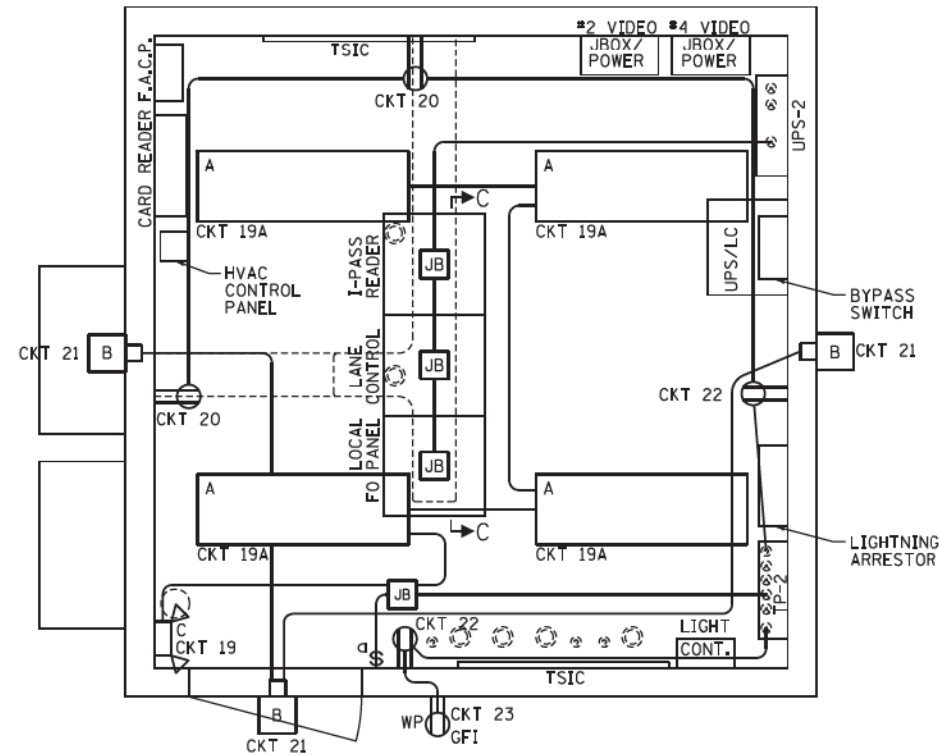 #2 VIDEO #4 VIDEO
JBOX/
POWER
JBOX/
POWER
TSIC
F.A.C.P.
CARD READER
CKT 20
UPS-2
A
CKT 19A
A
CKT 19A
C
I-PASS
READER
JB
UPS/LC
HVAC
CONTROL
PANEL
BYPASS
SWITCH
CKT 21
B
B
CKT 21
LANE
CONTROL
JB
CKT 20
CKT 22
LOCAL
FO PANEL
JB
A
CKT 19A
A
CKT 19A
C
LIGHTNING
ARRESTOR
TP-2
JB
C
CKT 19
CKT 22
a
S
LIGHT
CONT.
TSIC
B
CKT 21
WP
CKT 23
GFI